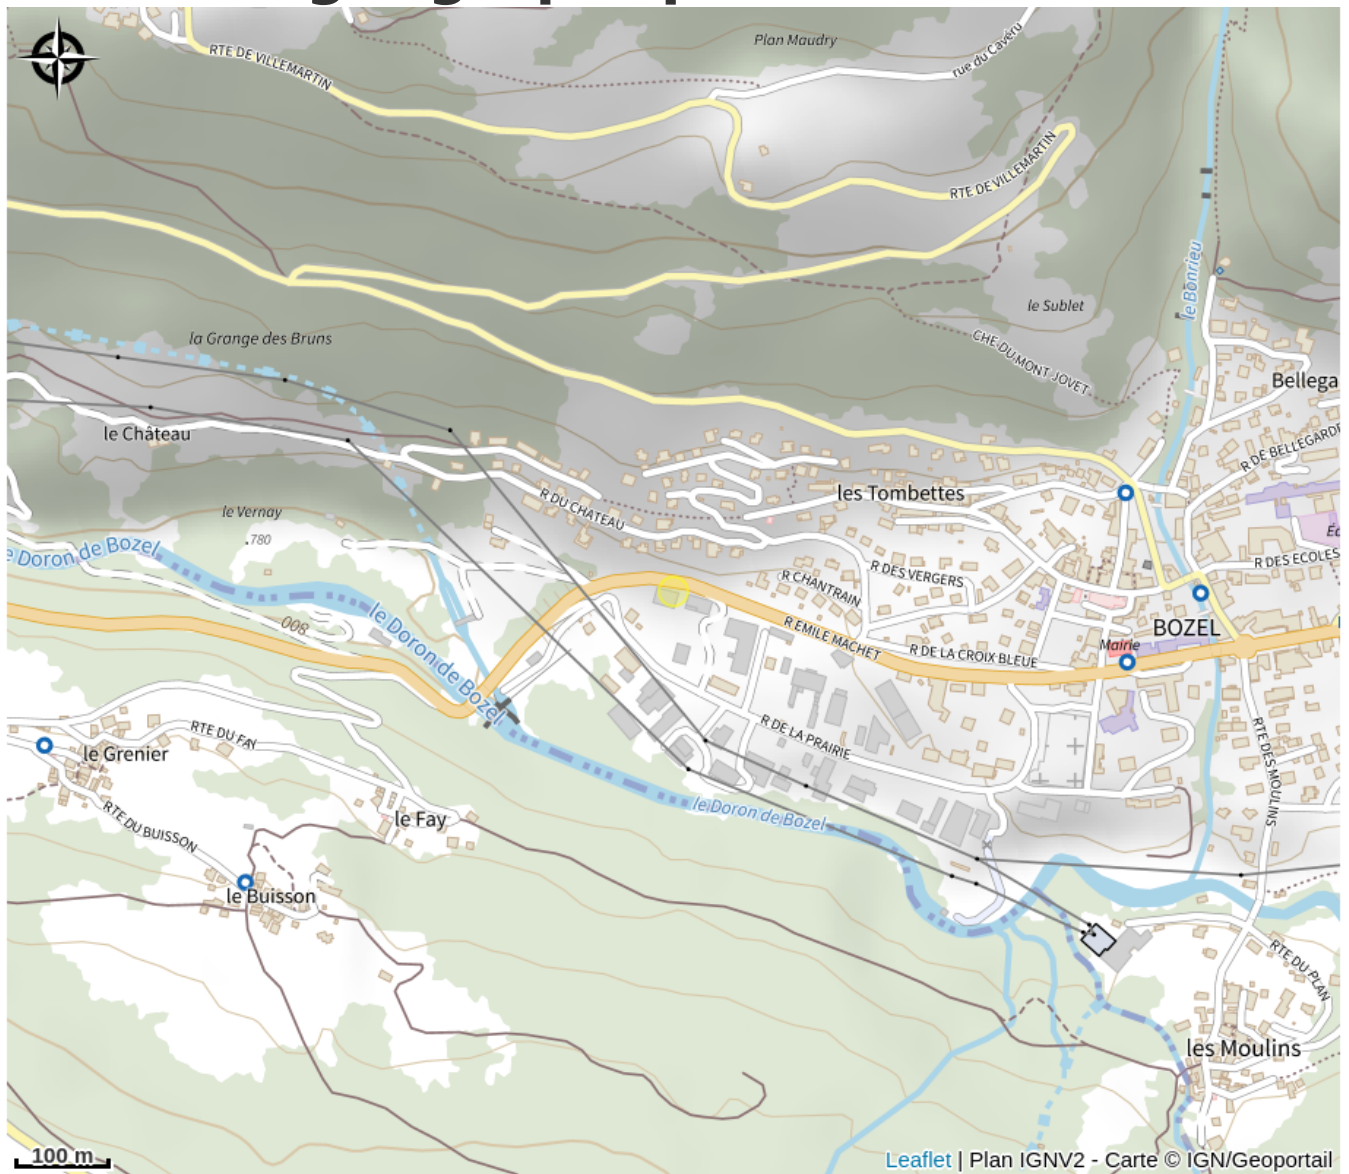 Plan Maudry
rue du Cavéru
RTE DE VILLEMARTIN
RTE DE VILLEMARTIN
le Bonrieu
le Sublet
la Grange des Bruns
CHE DU MONT JOVET
Bellega
le Château
R DE BELLEGARDE
R DU CHATEAU
les Tombettes
le Vernay
.780
e Doron de Bozel
R DES ECOLES
R DES VERGERS
R CHANTRAIN
008
le Doron de Bozel
R EMILE MACHET
BOZEL
Mairie
R DE LA CROIX BLEUE
RTE DU FAY
le Grenier
R DE LA PRAIRIE
RTE DES MOULINS
RTE DU BUISSON
le Fay
le Doron de Bozel
le Buisson
RTE DU PLAN
les Moulins
100 m
Leaflet | Plan IGNV2 - Carte © IGN/Geoportail